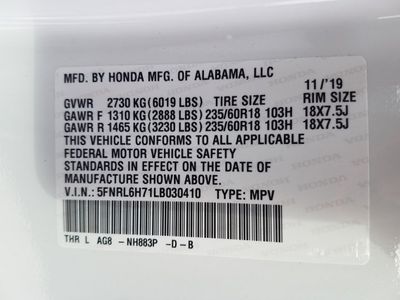 MFD. BY HONDA MFG. OF ALABAMA, LLC
11/'19
GVWR 2730 KG (6019 LBS) TIRE SIZE RIM SIZE
GAWR F 1310 KG (2888 LBS) 235/60R18 103H 18X7.5J
GAWR R 1465 KG (3230 LBS) 235/60R18 103H 18X7.5J
THIS VEHICLE CONFORMS TO ALL APPLICABLE
FEDERAL MOTOR VEHICLE SAFETY AND THEFT PREVENTION
STANDARDS IN EFFECT ON THE DATE OF
MANUFACTURE SHOWN ABOVE.
V.I.N.: 5FNRL6H71LB030410 TYPE: MPV
THR L AG8 - NH883P -D-B